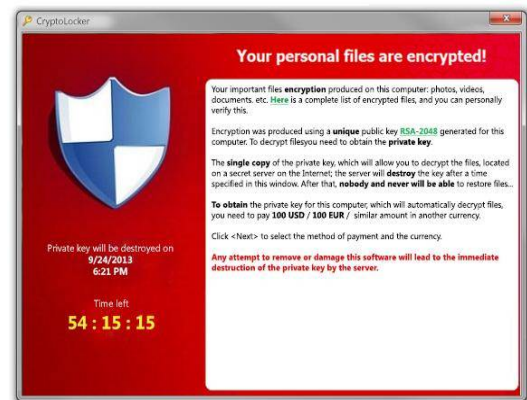 CryptoLocker
Your personal files are encrypted!
Your important files encryption produced on this computer: photos, videos,
documents. etc. Here is a complete list of encrypted files, and you can personally
verify this.
Encryption was produced using a unique public key RSA-2048 generated for this
computer. To decrypt filesyou need to obtain the private key.
The single copy of the private key, which will allow you to decrypt the files, located
on a secret server on the Internet; the server will destroy the key after a time
specified in this window. After that, nobody and never will be able to restore files...
To obtain the private key for this computer, which will automatically decrypt files,
you need to pay 100 USD / 100 EUR / similar amount in another currency.
Click <Next> to select the method of payment and the currency.
Any attempt to remove or damage this software will lead to the immediate
destruction of the private key by the server.
Private key will be destroyed on
9/24/2013
6:21 PM
Time left
54 : 15 : 15